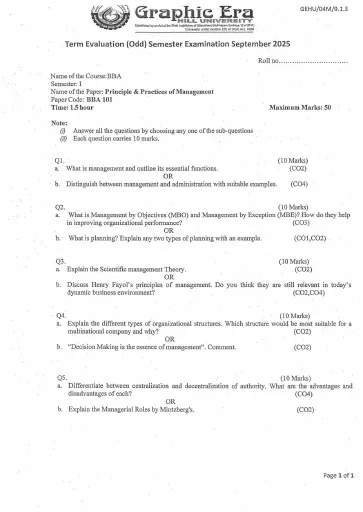 GEHU/04M/9.1.3
Graphic Era
HILL UNIVERSITY
Term Evaluation (Odd) Semester Examination September 2025
Roll no...................................
Name of the Course:BBA
Semester: I
Name of the Paper: Principle & Practices of Management
Paper Code: BBA 101
Time: 1.5 hour Maximum Marks: 50
Note:
(i) Answer all the questions by choosing any one of the sub-questions
(ii) Each question carries 10 marks.
Q1. (10 Marks)
a. What is management and outline its essential functions. (CO2)
OR
b. Distinguish between management and administration with suitable examples. (CO4)
Q2. (10 Marks)
a. What is Management by Objectives (MBO) and Management by Exception (MBE)? How do they help
in improving organizational performance? (CO3)
OR
b. What is planning? Explain any two types of planning with an example. (CO1,CO2)
Q3. (10 Marks)
a. Explain the Scientific management Theory. (CO2)
OR
b. Discuss Henry Fayol's principles of management. Do you think they are still relevant in today's
dynamic business environment? (CO2,CO4)
Q4. (10 Marks)
a. Explain the different types of organizational structures. Which structure would be most suitable for a
multinational company and why? (CO2)
OR
b. "Decision Making is the essence of management". Comment. (CO2)
Q5. (10 Marks)
a. Differentiate between centralization and decentralization of authority. What are the advantages and
disadvantages of each? (CO4)
OR
b. Explain the Managerial Roles by Mintzberg's. (CO2)
Page 1 of 1